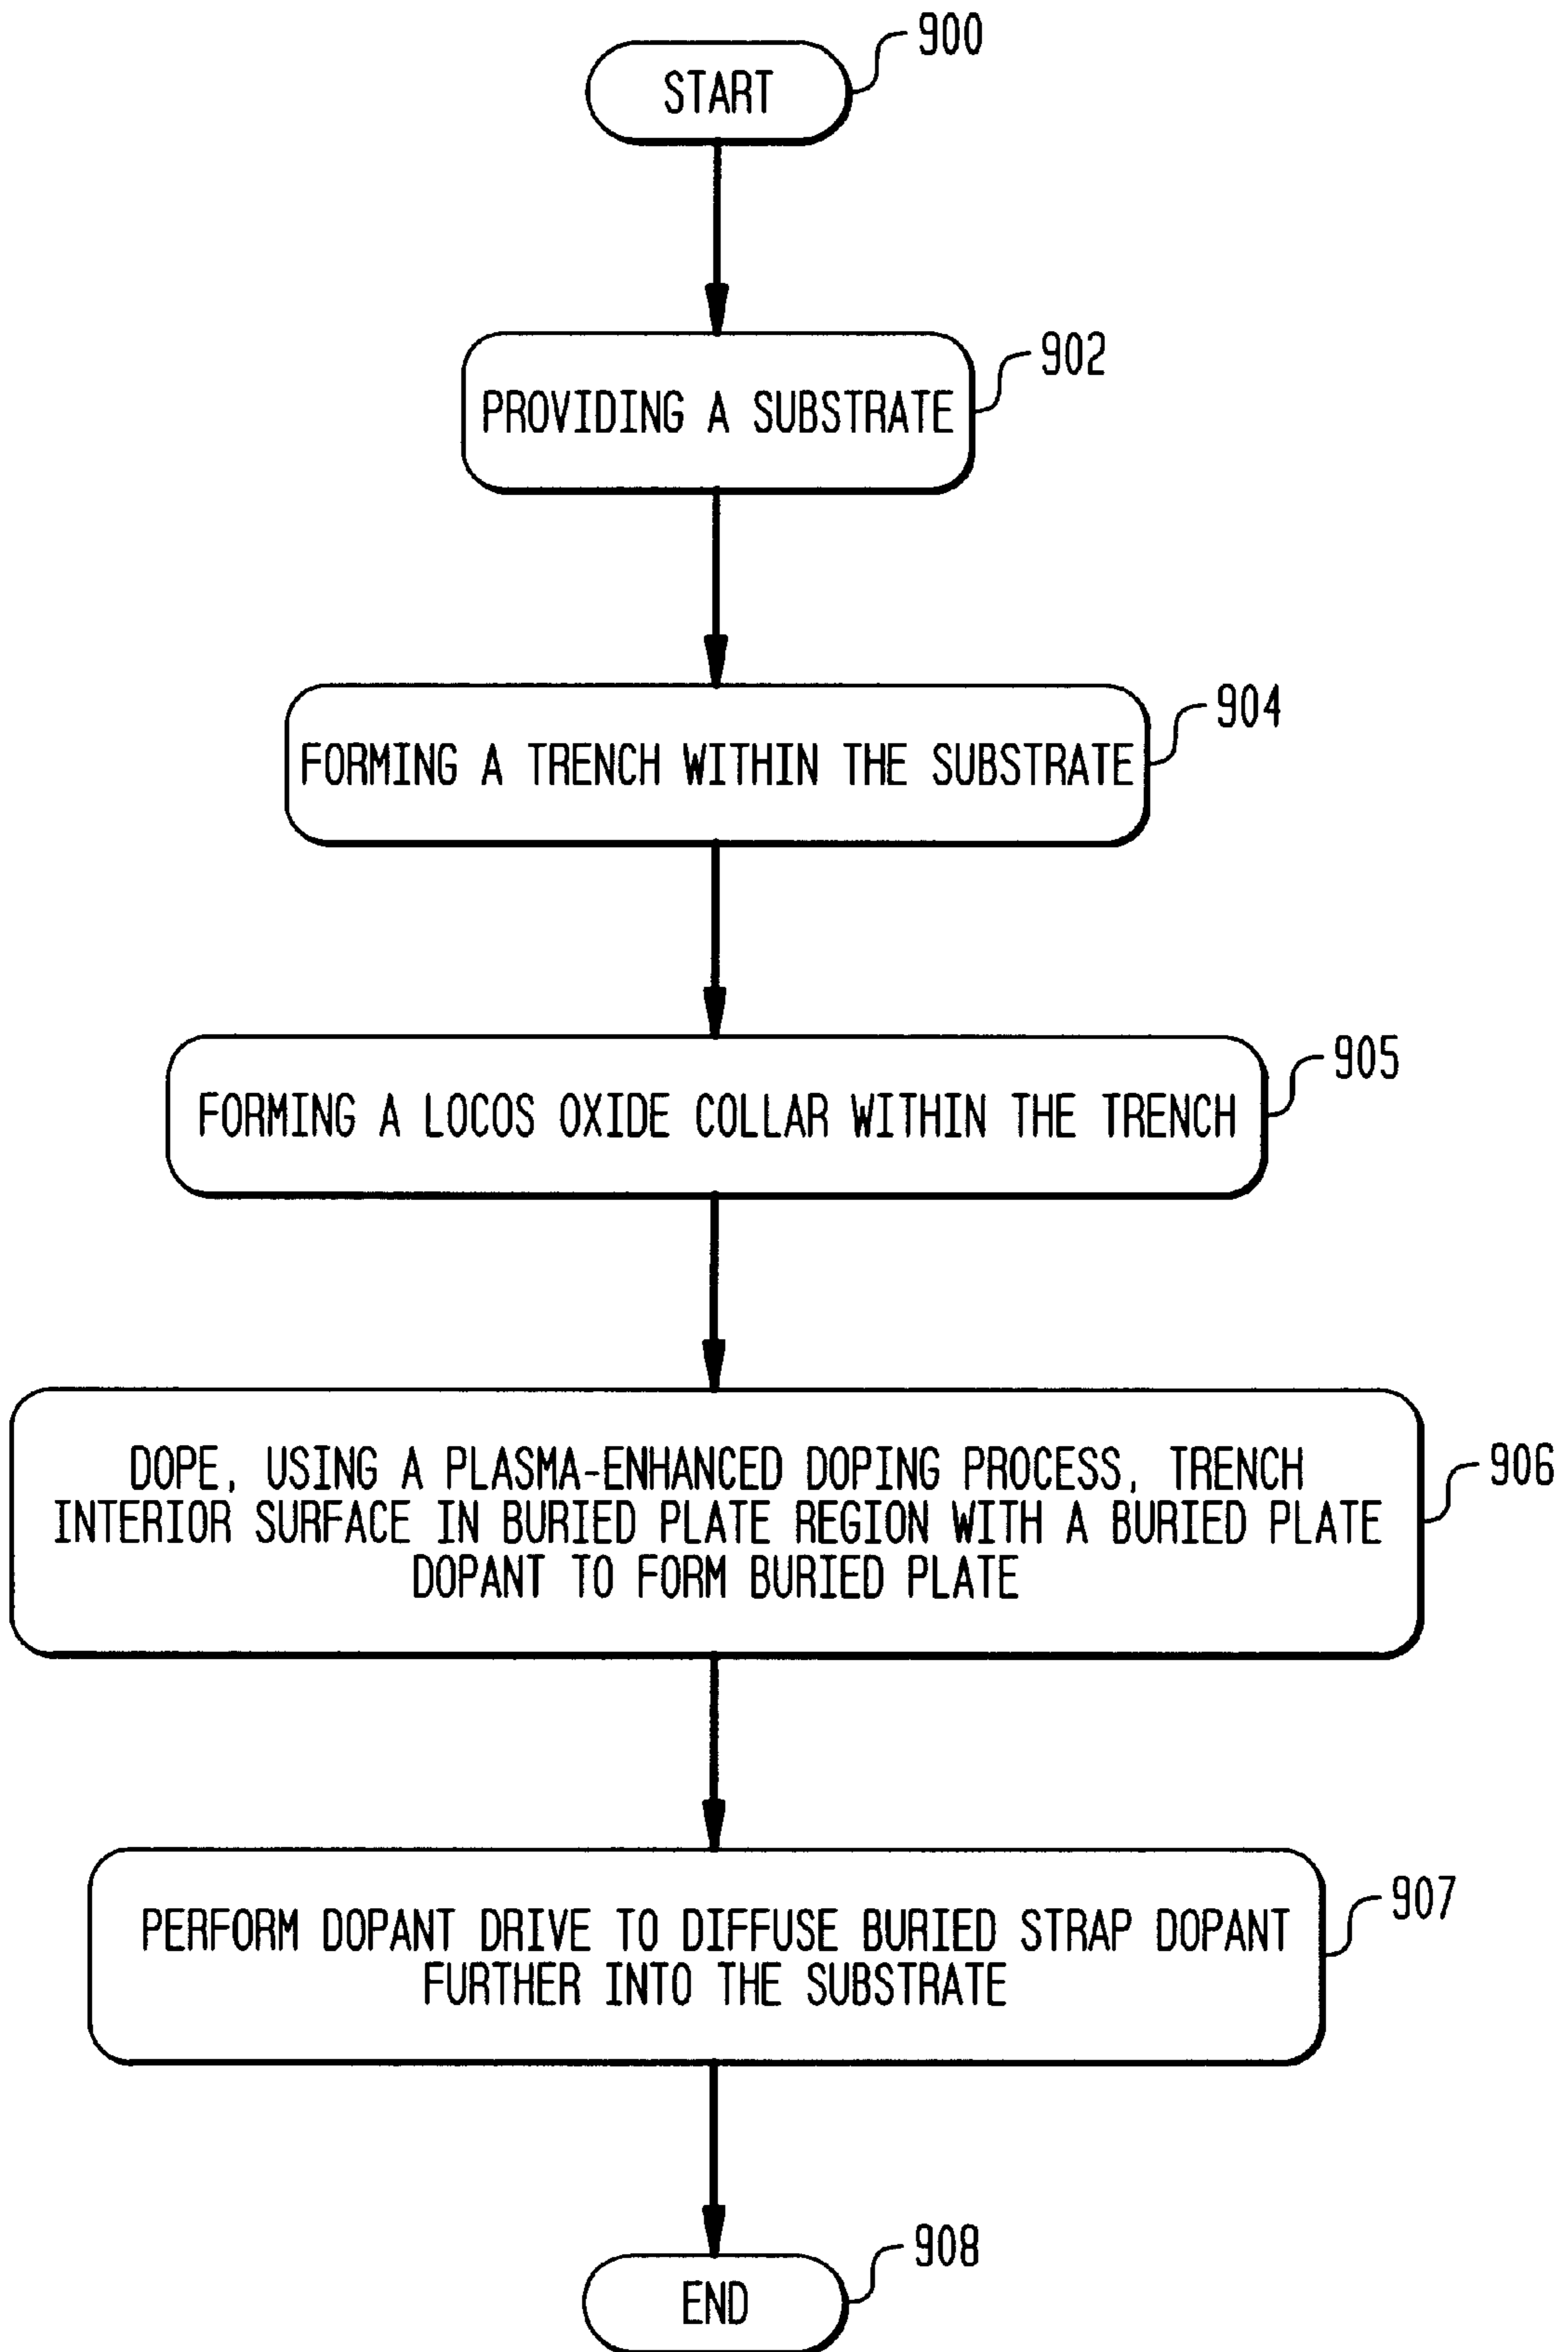 START
900
PROVIDING A SUBSTRATE
902
FORMING A TRENCH WITHIN THE SUBSTRATE
904
FORMING A LOCOS OXIDE COLLAR WITHIN THE TRENCH
905
DOPE, USING A PLASMA-ENHANCED DOPING PROCESS, TRENCH
INTERIOR SURFACE IN BURIED PLATE REGION WITH A BURIED PLATE
DOPANT TO FORM BURIED PLATE
906
PERFORM DOPANT DRIVE TO DIFFUSE BURIED STRAP DOPANT
FURTHER INTO THE SUBSTRATE
907
END
908